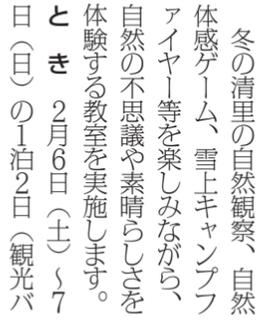 冬の清里の自然観察、自然
体感ゲーム、雪上キャンプフ
ァイヤー等を楽しみながら、
自然の不思議や素晴らしさを
体験する教室を実施します。
とき 2月6日（土）～7
日（日）の1泊2日（観光バ